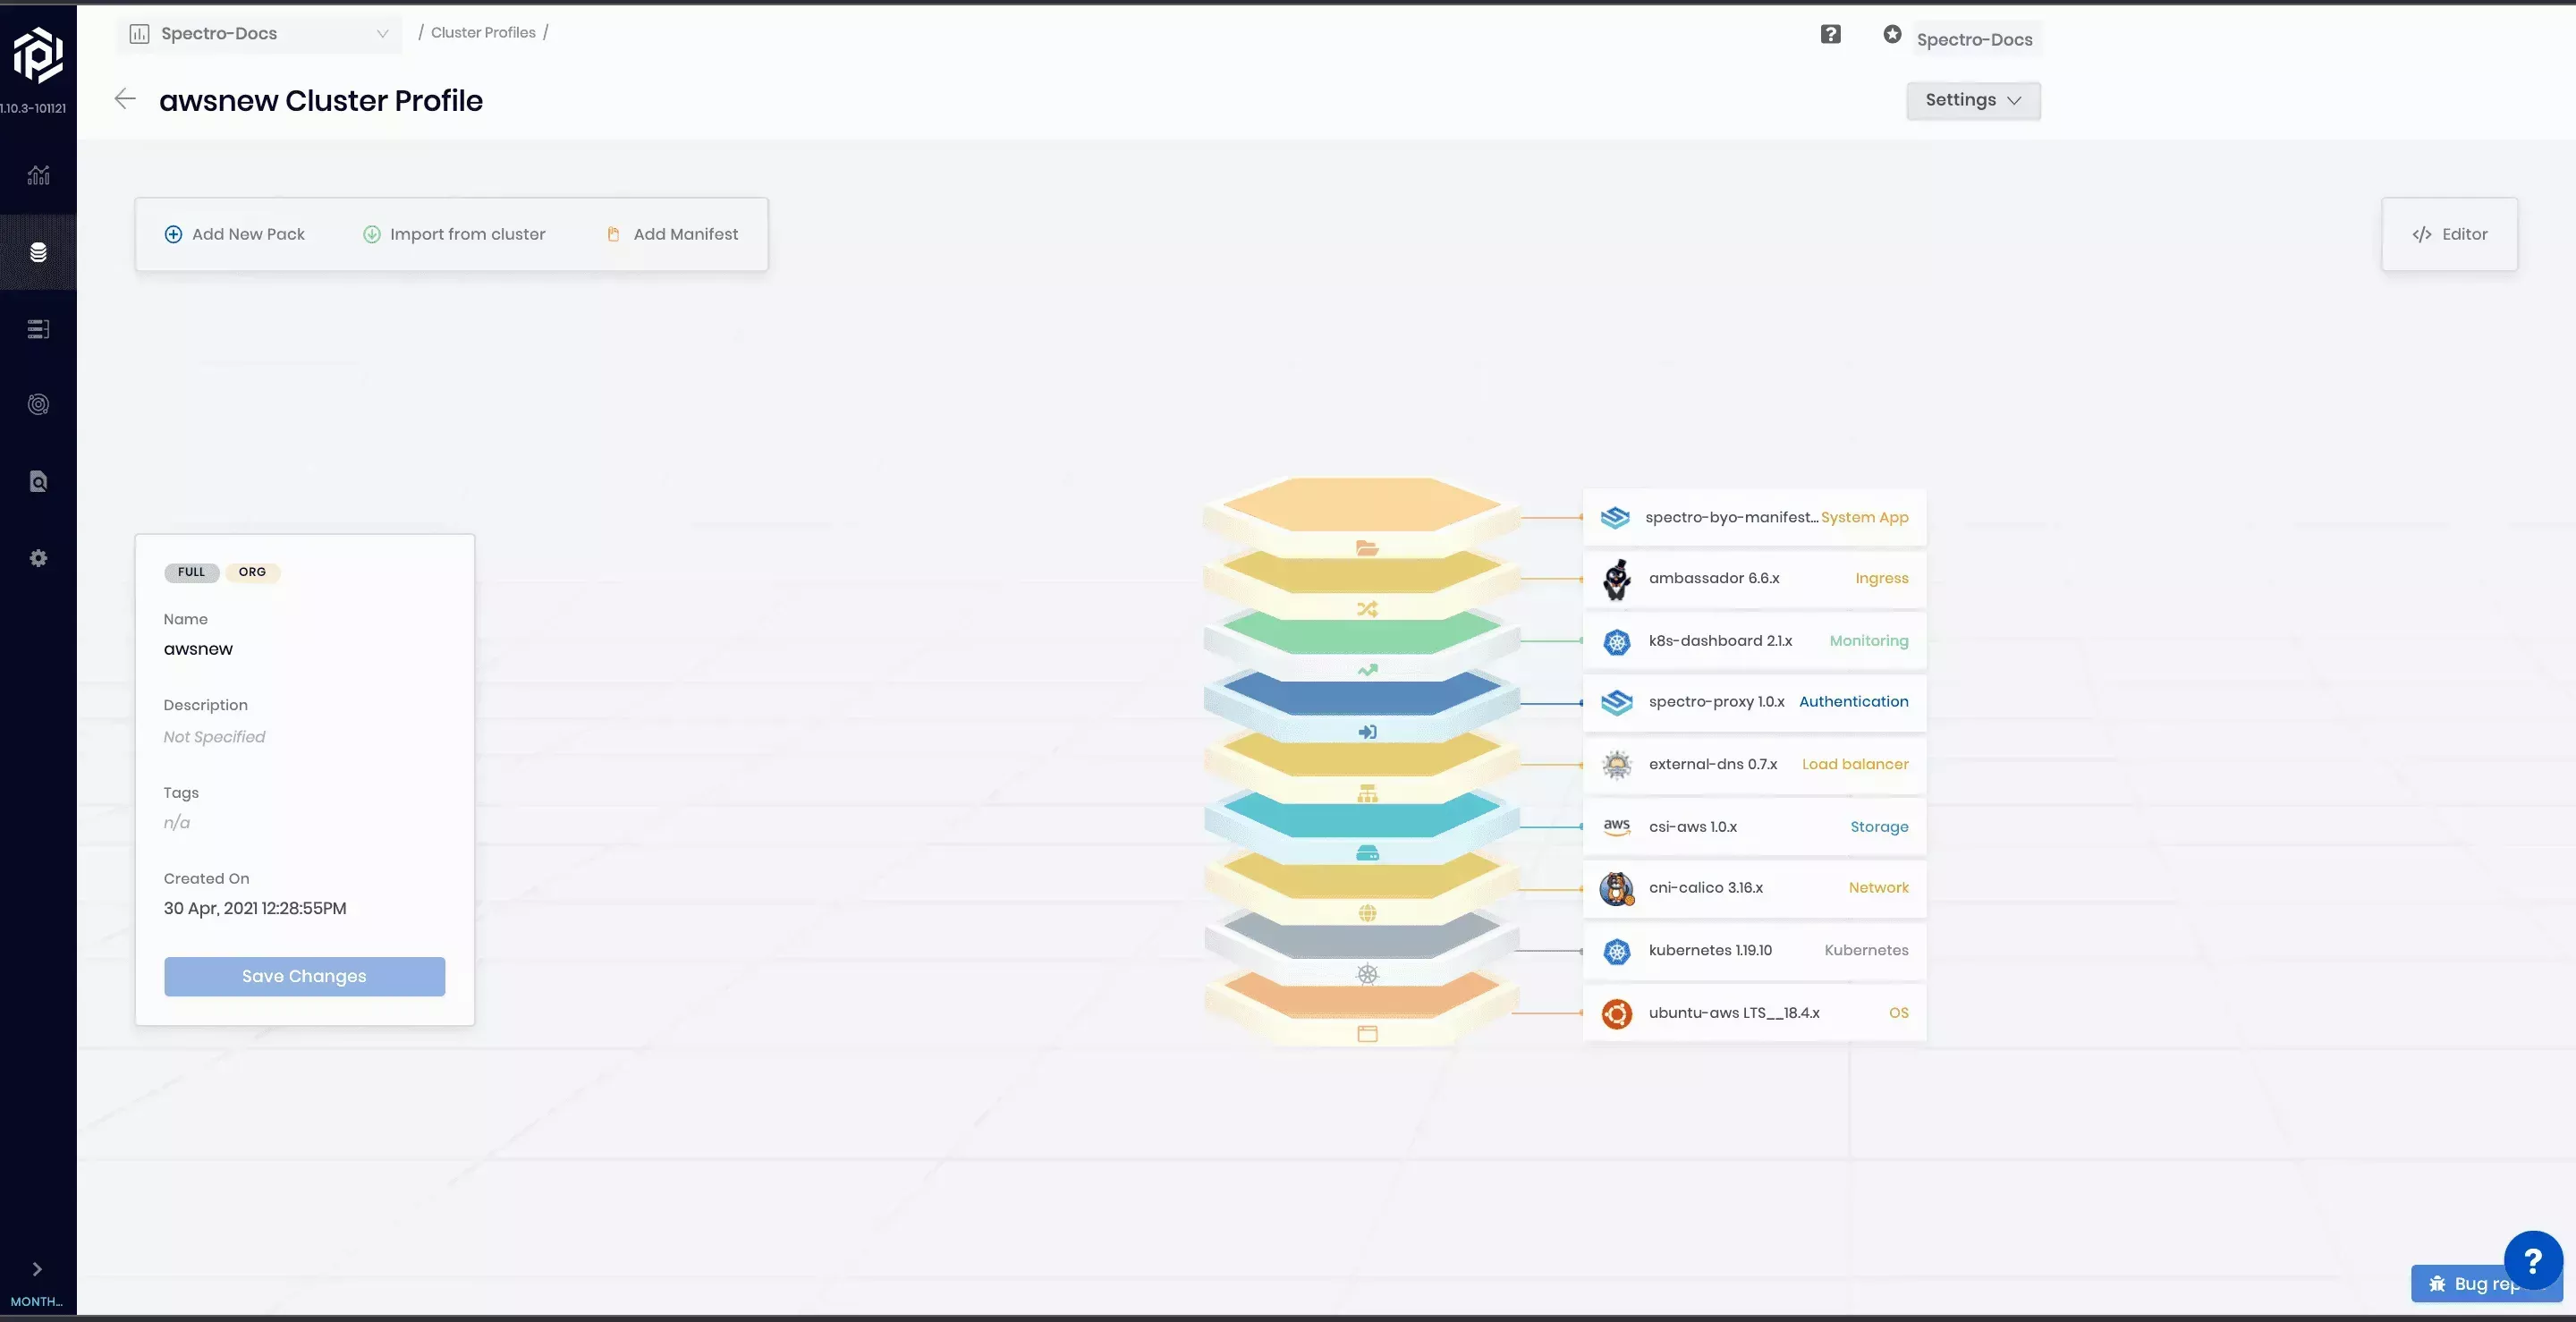 Spectro-Docs
/ Cluster Profiles /
Spectro-Docs
1.10.3-101121
awsnew Cluster Profile
Settings
Add New Pack
Import from cluster
Add Manifest
</> Editor
spectro-byo-manifest... System App
ambassador 6.6.x Ingress
k8s-dashboard 2.1.x Monitoring
spectro-proxy 1.0.x Authentication
external-dns 0.7.x Load balancer
aws csi-aws 1.0.x Storage
cni-calico 3.16.x Network
kubernetes 1.19.10 Kubernetes
ubuntu-aws LTS__18.4.x OS
FULL ORG
Name
awsnew
Description
Not Specified
Tags
n/a
Created On
30 Apr, 2021 12:28:55PM
Save Changes
MONTH...
Bug rep
?